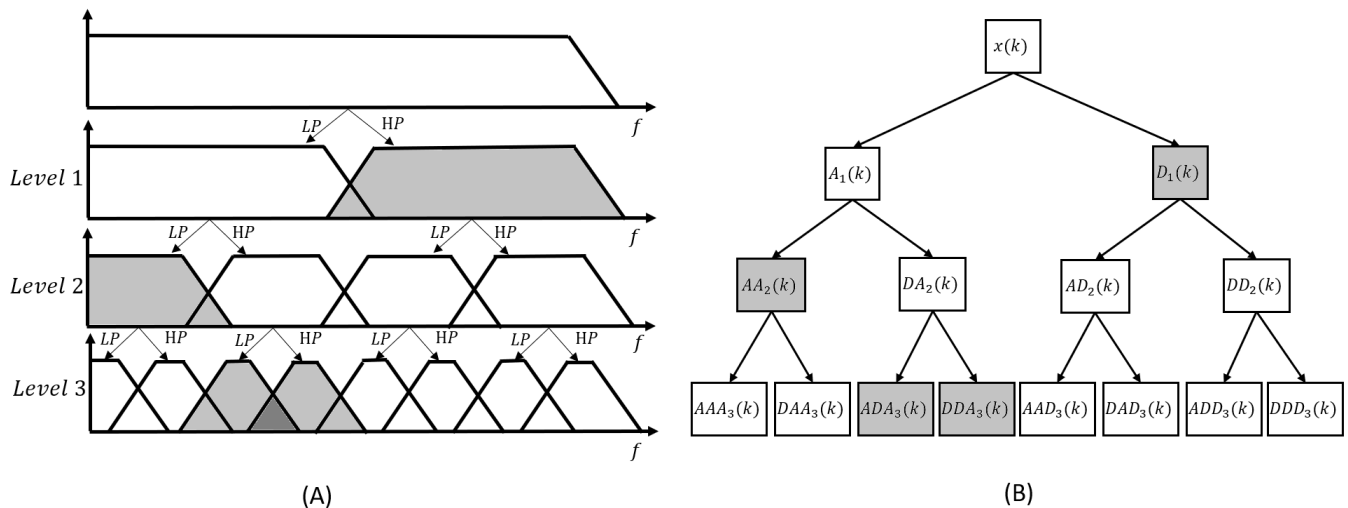 f
LP HP
Level 1
f
LP HP LP HP
Level 2
f
LP HP LP HP LP HP LP HP
Level 3
f
(A)
x(k)
A₁(k) D₁(k)
AA₂(k) DA₂(k) AD₂(k) DD₂(k)
AAA₃(k) DAA₃(k) ADA₃(k) DDA₃(k) AAD₃(k) DAD₃(k) ADD₃(k) DDD₃(k)
(B)